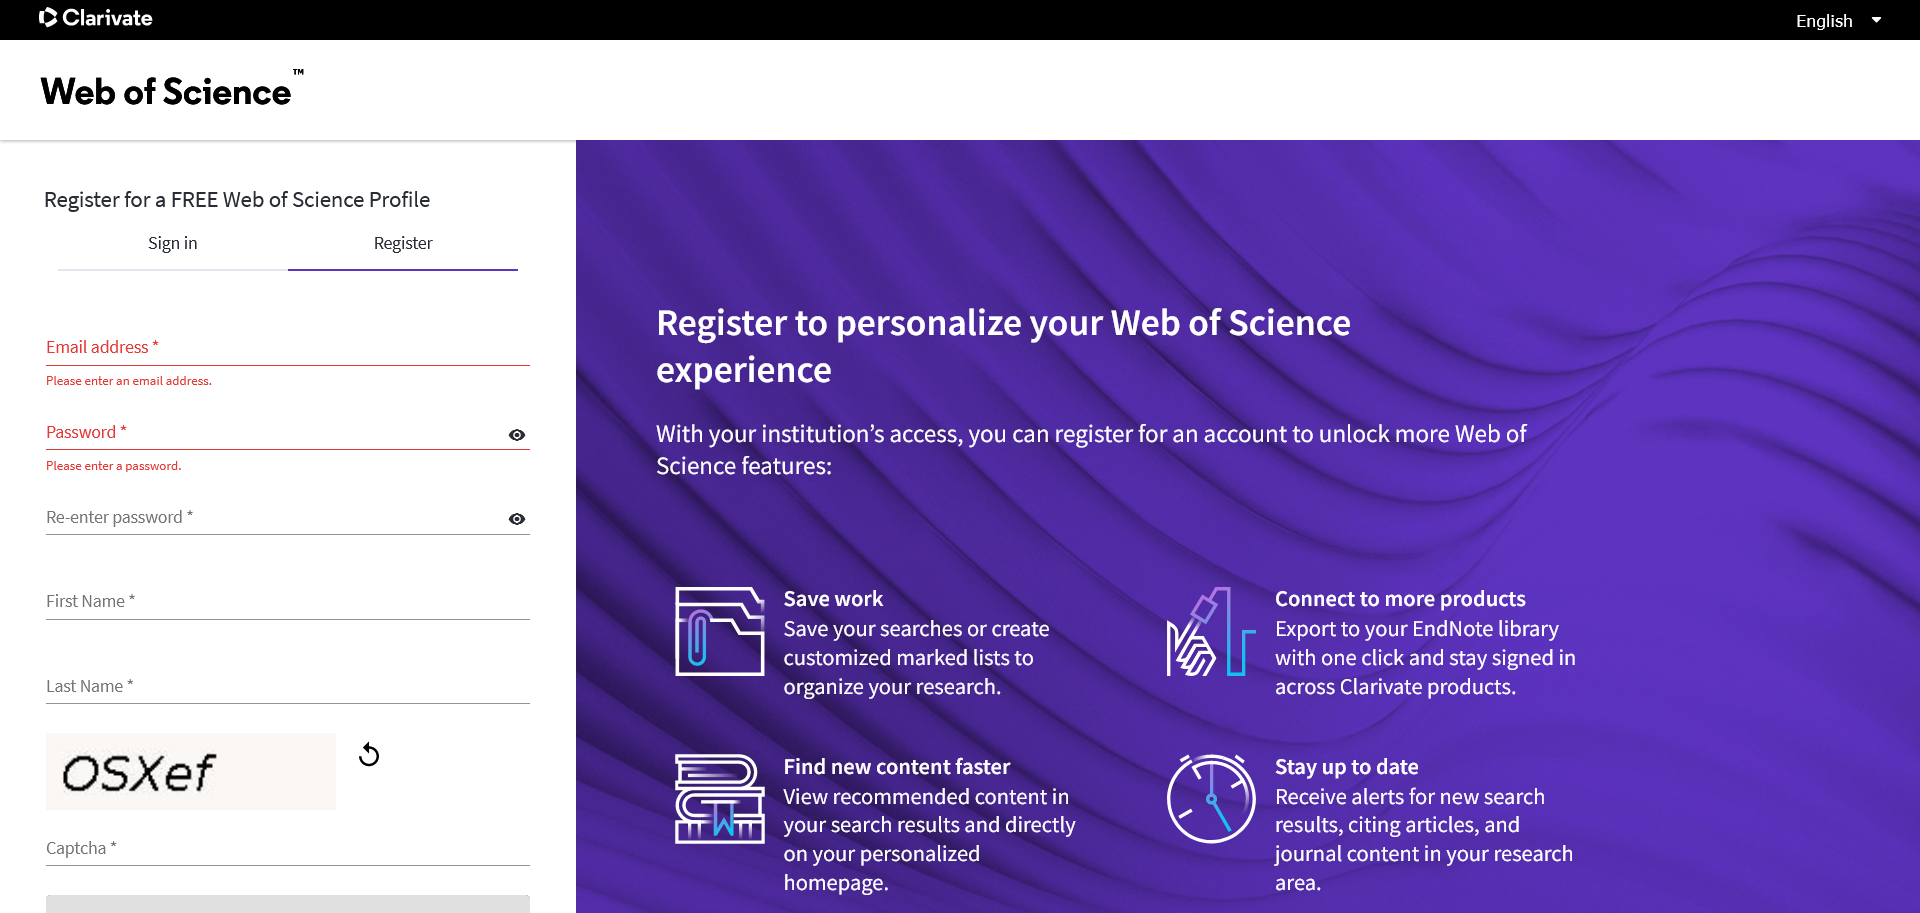 Clarivate
English
Web of Science™
Register for a FREE Web of Science Profile
Sign in
Register
Email address *
Please enter an email address.
Password *
Please enter a password.
Re-enter password *
First Name *
Last Name *
OSXef
Captcha *
Register to personalize your Web of Science
experience
With your institution’s access, you can register for an account to unlock more Web of
Science features:
Save work
Save your searches or create
customized marked lists to
organize your research.
Connect to more products
Export to your EndNote library
with one click and stay signed in
across Clarivate products.
Find new content faster
View recommended content in
your search results and directly
on your personalized
homepage.
Stay up to date
Receive alerts for new search
results, citing articles, and
journal content in your research
area.